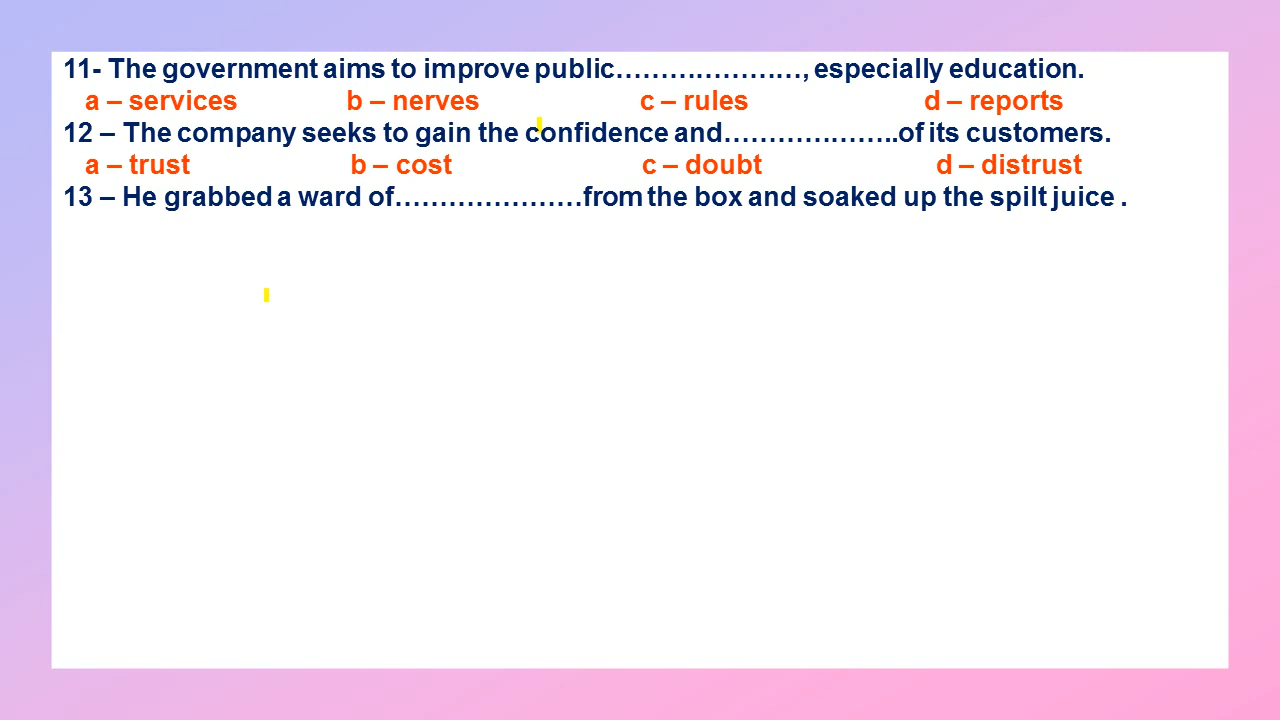 11- The government aims to improve public…………………, especially education.
a – services b – nerves c – rules d – reports
12 – The company seeks to gain the confidence and………………..of its customers.
a – trust b – cost c – doubt d – distrust
13 – He grabbed a ward of…………………from the box and soaked up the spilt juice .